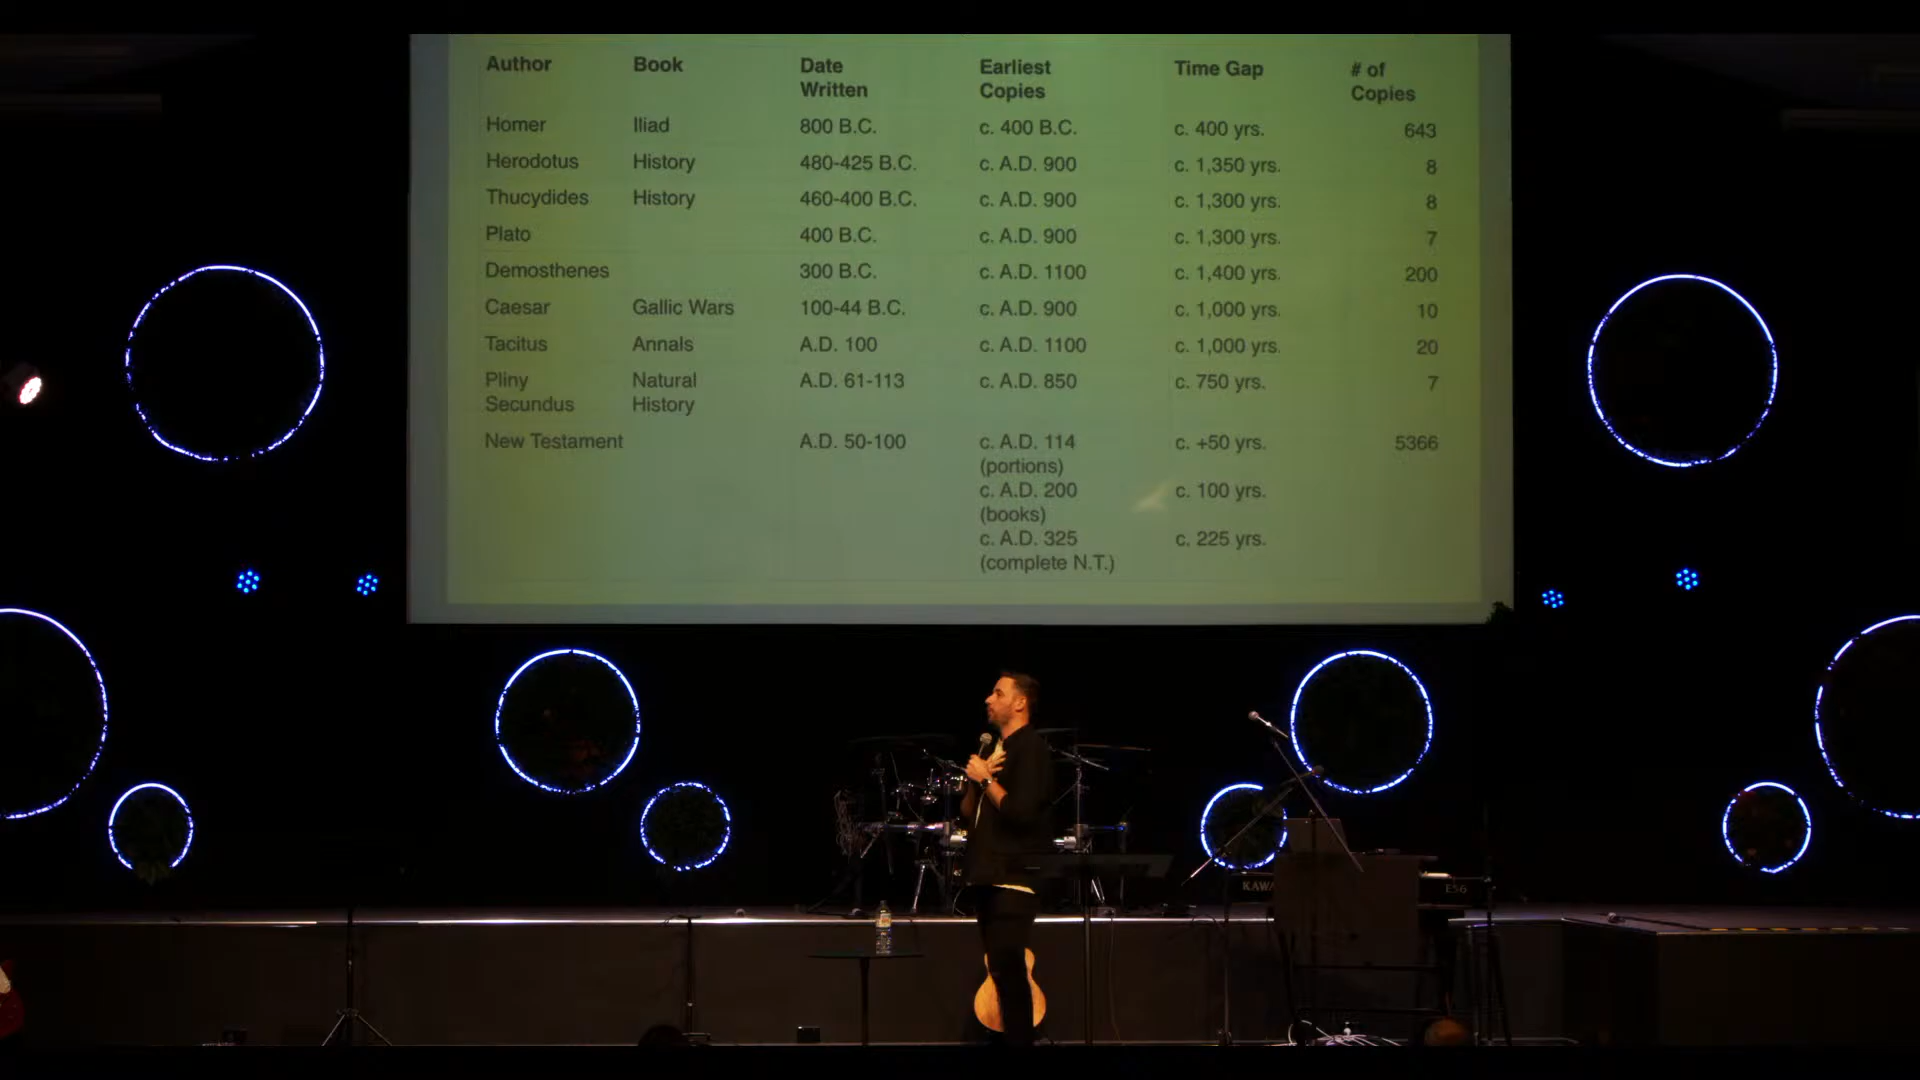 Author Book Date Written Earliest Copies Time Gap # of Copies
Homer Iliad 800 B.C. c. 400 B.C. c. 400 yrs. 643
Herodotus History 480-425 B.C. c. A.D. 900 c. 1,350 yrs. 8
Thucydides History 460-400 B.C. c. A.D. 900 c. 1,300 yrs. 8
Plato 400 B.C. c. A.D. 900 c. 1,300 yrs. 7
Demosthenes 300 B.C. c. A.D. 1100 c. 1,400 yrs. 200
Caesar Gallic Wars 100-44 B.C. c. A.D. 900 c. 1,000 yrs. 10
Tacitus Annals A.D. 100 c. A.D. 1100 c. 1,000 yrs. 20
Pliny Secundus Natural History A.D. 61-113 c. A.D. 850 c. 750 yrs. 7
New Testament A.D. 50-100 c. A.D. 114 c. +50 yrs. 5366
(portions)
c. A.D. 200 c. 100 yrs.
(books)
c. A.D. 325 c. 225 yrs.
(complete N.T.)
ES6